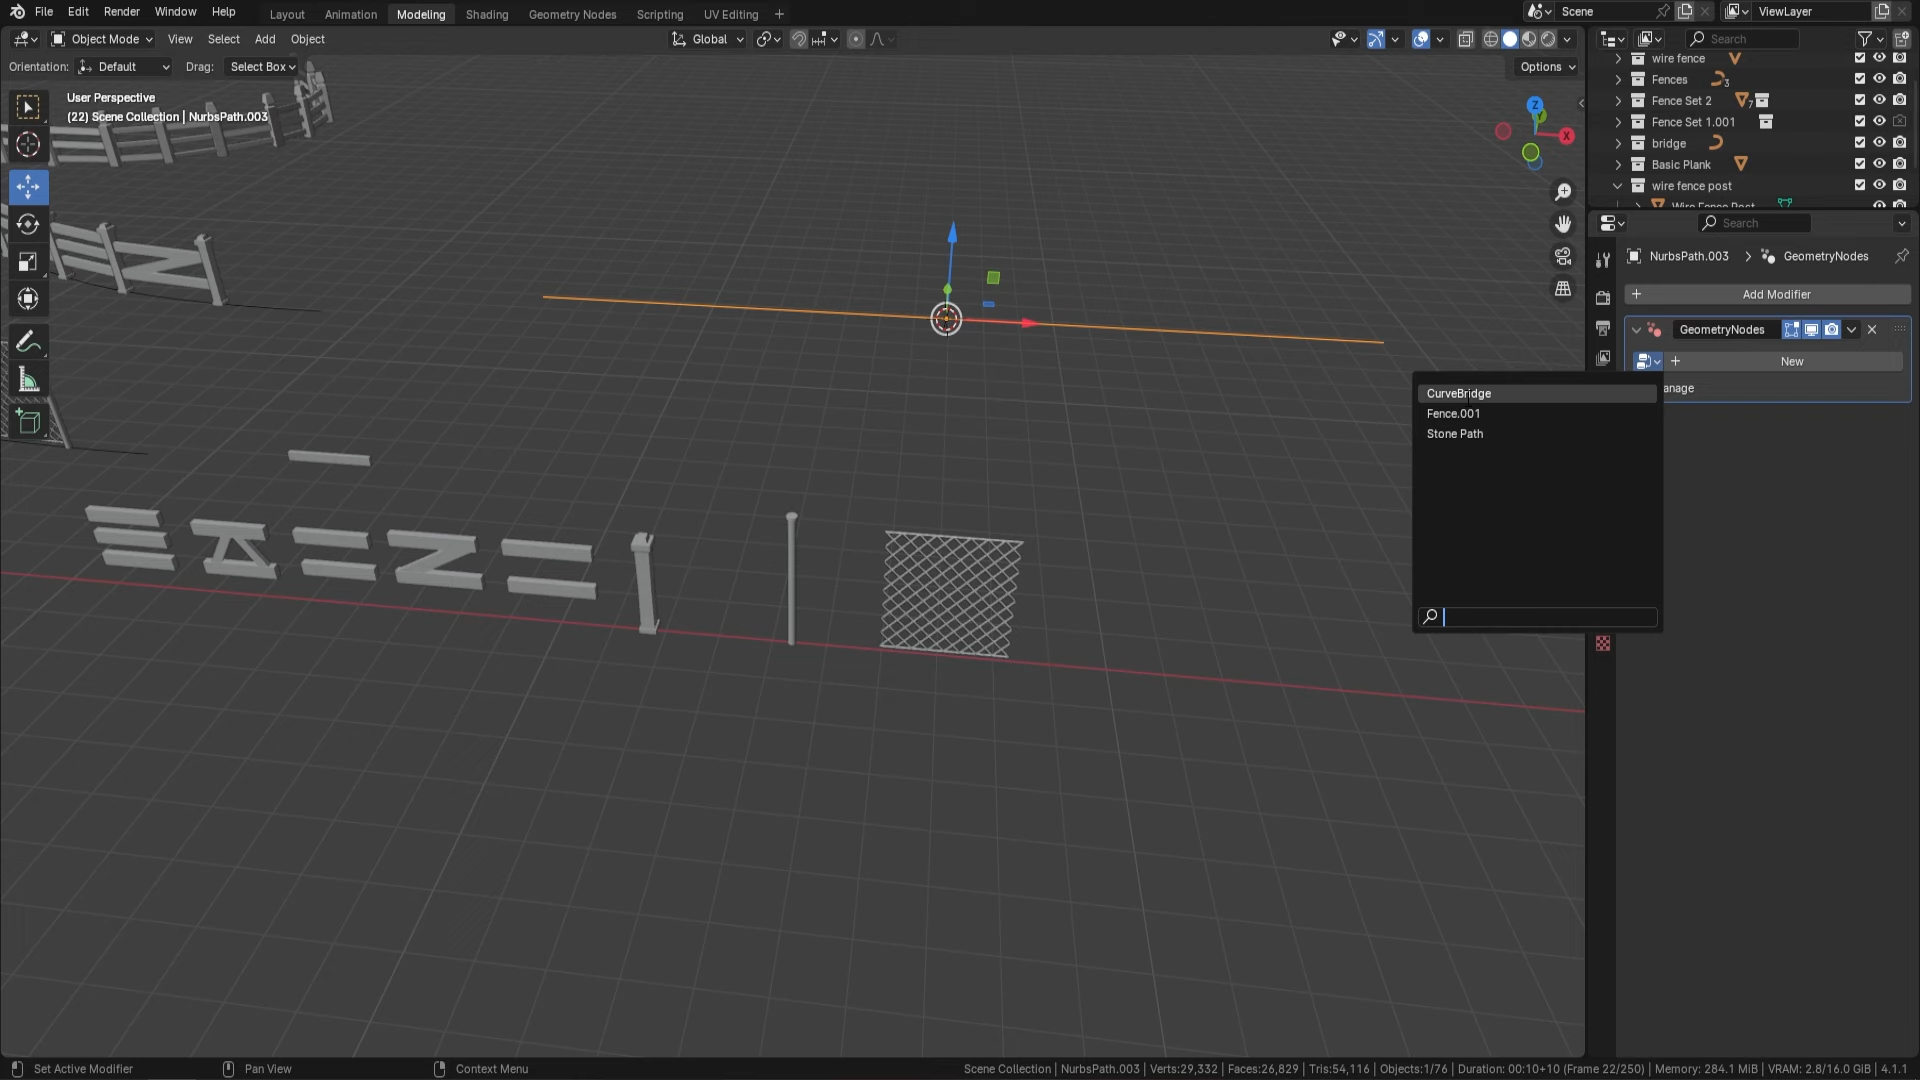 File Edit Render Window Help Layout Animation Modeling Shading Geometry Nodes Scripting UV Editing + Scene ViewLayer
Object Mode View Select Add Object Global Search
Orientation: Default Drag: Select Box Options
User Perspective
(22) Scene Collection | NurbsPath.003
wire fence
Fences 3
Fence Set 2 7
Fence Set 1.001
bridge
Basic Plank
wire fence post
Wire Fence Post
Z
X
Search
NurbsPath.003 > GeometryNodes
+ Add Modifier
GeometryNodes
+ New
anage
CurveBridge
Fence.001
Stone Path
Set Active Modifier Pan View Context Menu Scene Collection | NurbsPath.003 | Verts:29,332 | Faces:26,829 | Tris:54,116 | Objects:1/76 | Duration: 00:10+10 (Frame 22/250) | Memory: 284.1 MiB | VRAM: 2.8/16.0 GiB | 4.1.1